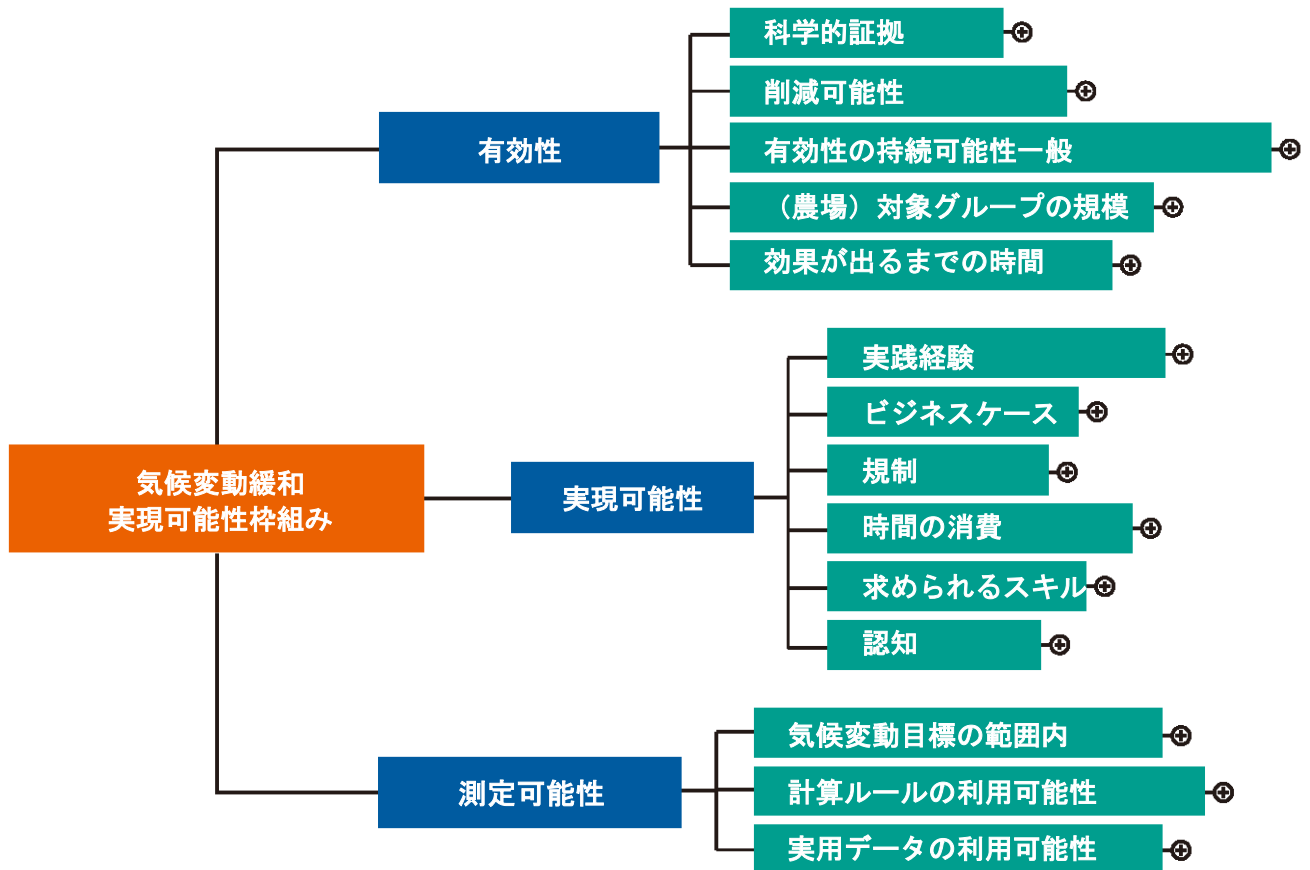 気候変動緩和
実現可能性枠組み
有効性
科学的証拠
削減可能性
有効性の持続可能性一般
（農場）対象グループの規模
効果が出るまでの時間
実現可能性
実践経験
ビジネスケース
規制
時間の消費
求められるスキル
認知
測定可能性
気候変動目標の範囲内
計算ルールの利用可能性
実用データの利用可能性